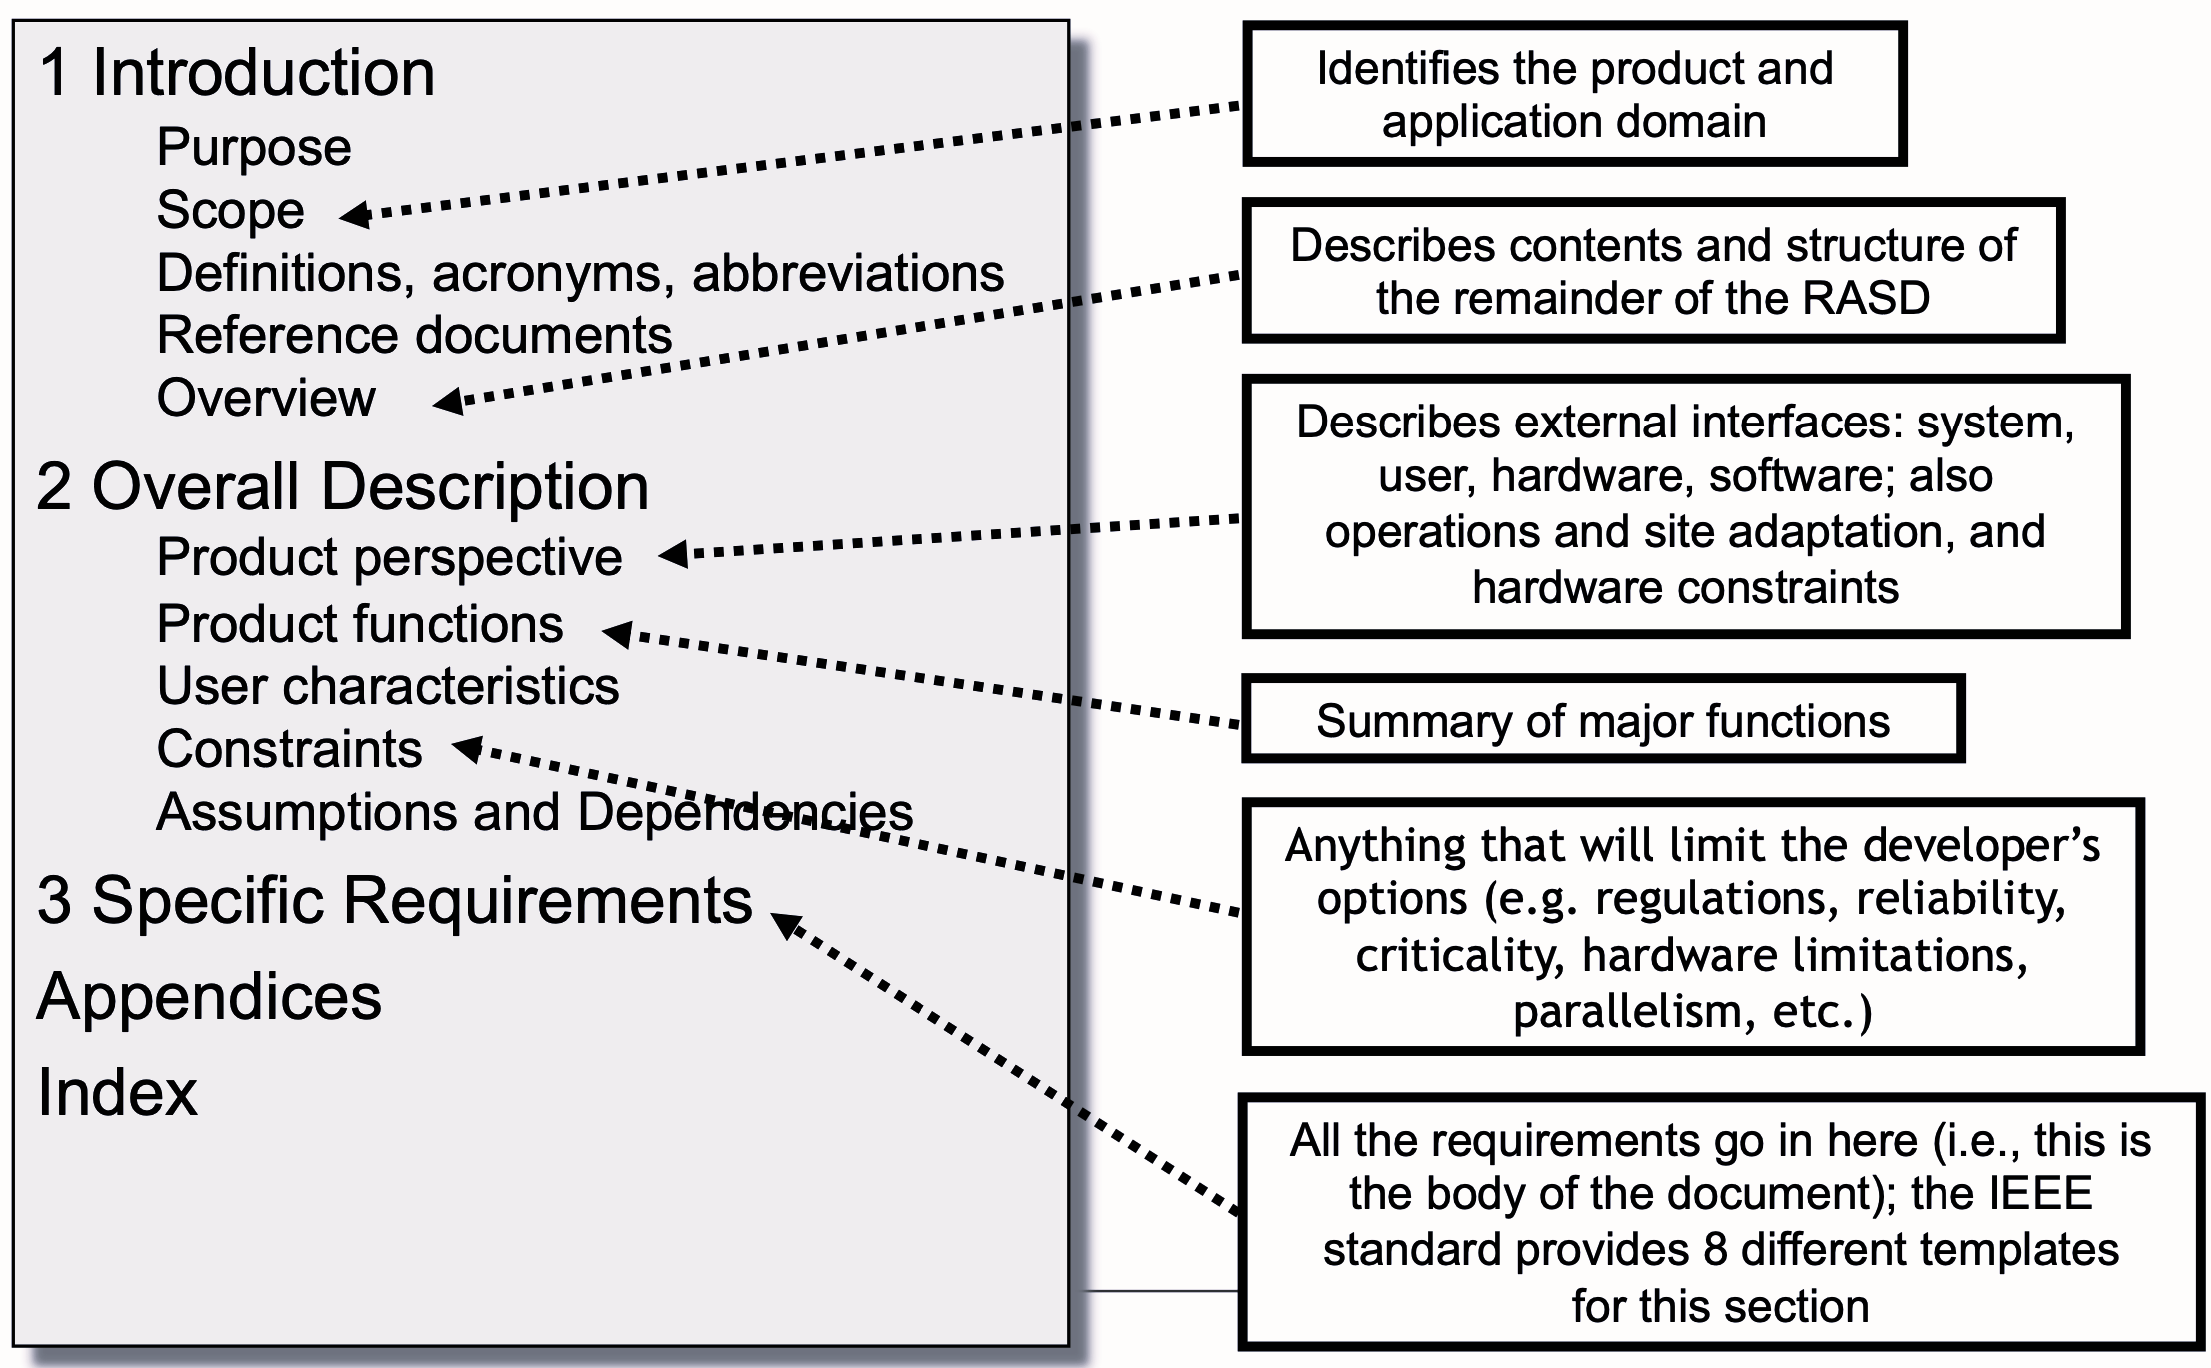 1 Introduction
Purpose
Scope
Definitions, acronyms, abbreviations
Reference documents
Overview
2 Overall Description
Product perspective
Product functions
User characteristics
Constraints
Assumptions and Dependencies
3 Specific Requirements
Appendices
Index
Identifies the product and
application domain
Describes contents and structure of
the remainder of the RASD
Describes external interfaces: system,
user, hardware, software; also
operations and site adaptation, and
hardware constraints
Summary of major functions
Anything that will limit the developer’s
options (e.g. regulations, reliability,
criticality, hardware limitations,
parallelism, etc.)
All the requirements go in here (i.e., this is
the body of the document); the IEEE
standard provides 8 different templates
for this section